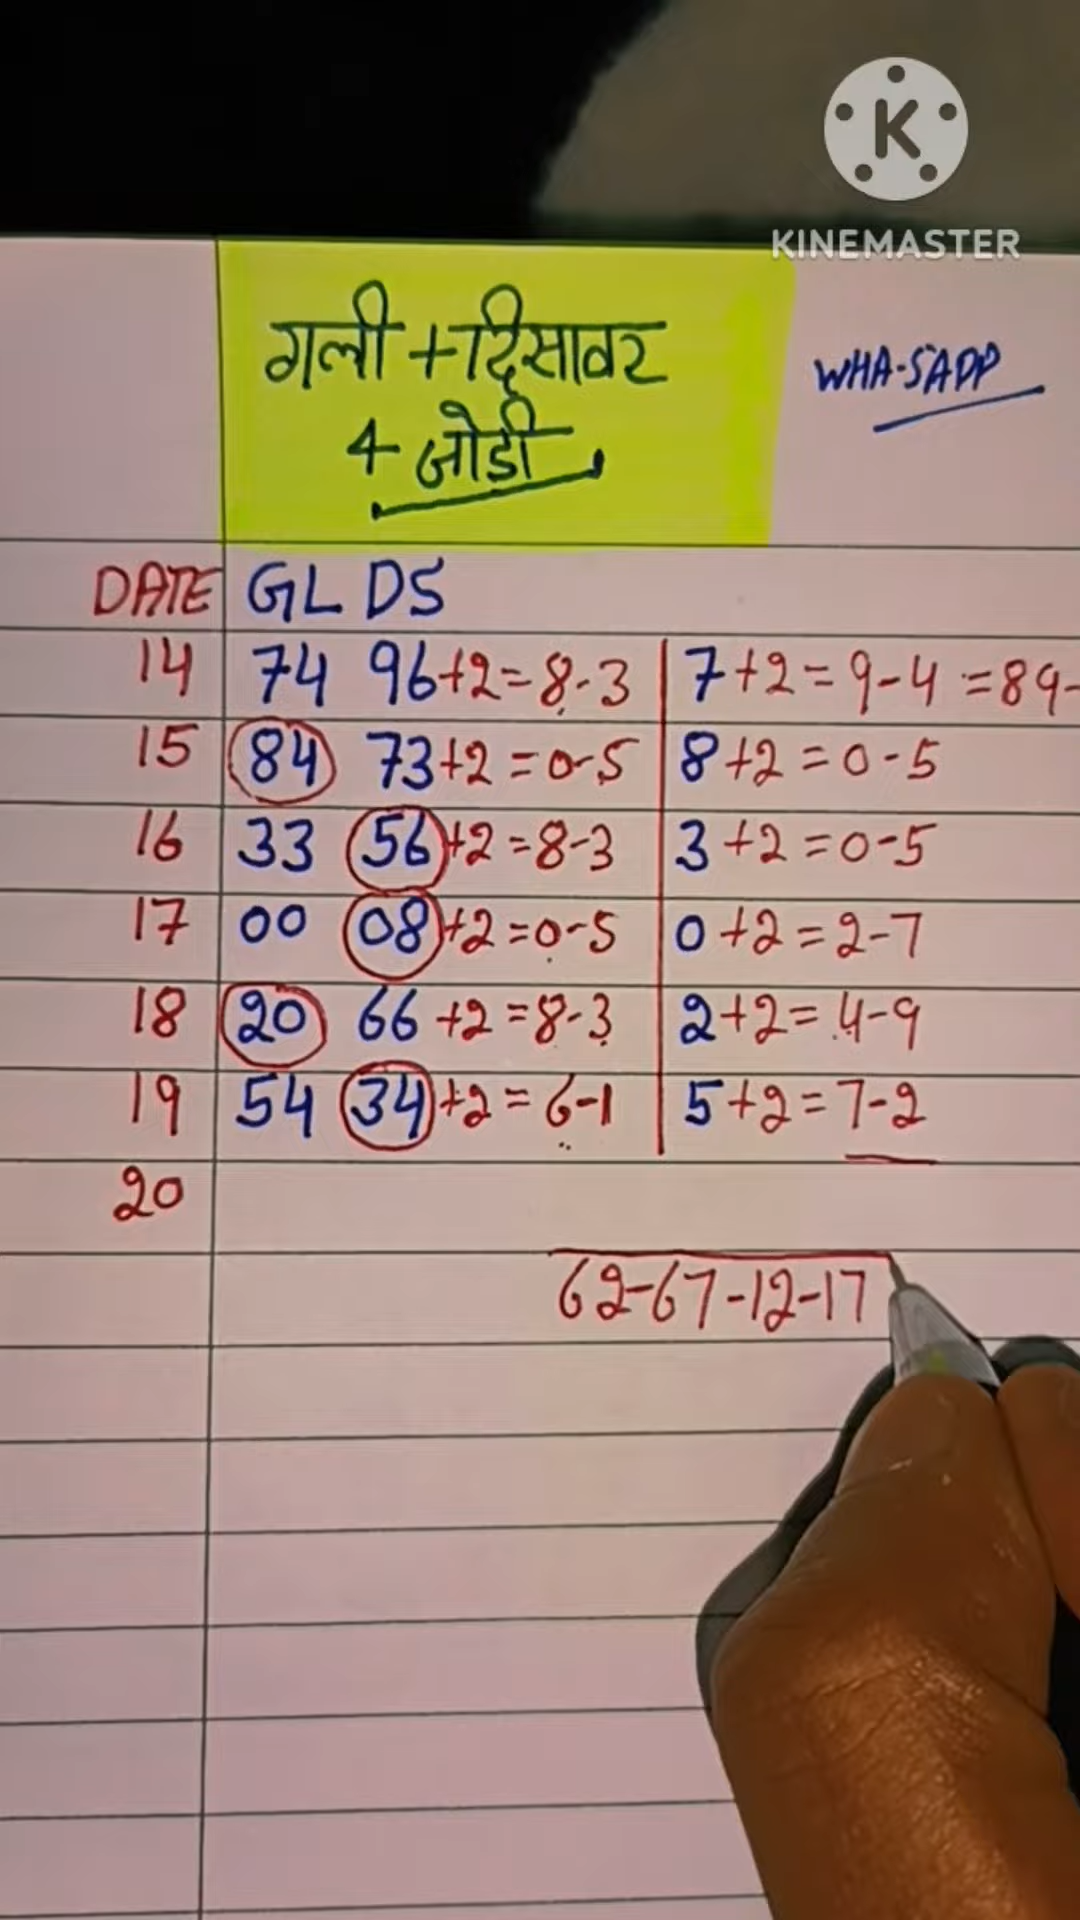 KINEMASTER
गली + दिसावर
4 जोडी
WHA-SAPP
DATE GL DS
14 74 96+2=8-3 7+2=9-4 =89-
15 84 73+2=0-5 8+2=0-5
16 33 56+2=8-3 3+2=0-5
17 00 08+2=0-5 0+2=2-7
18 20 66+2=8-3 2+2=4-9
19 54 34+2=6-1 5+2=7-2
20
62-67-12-17